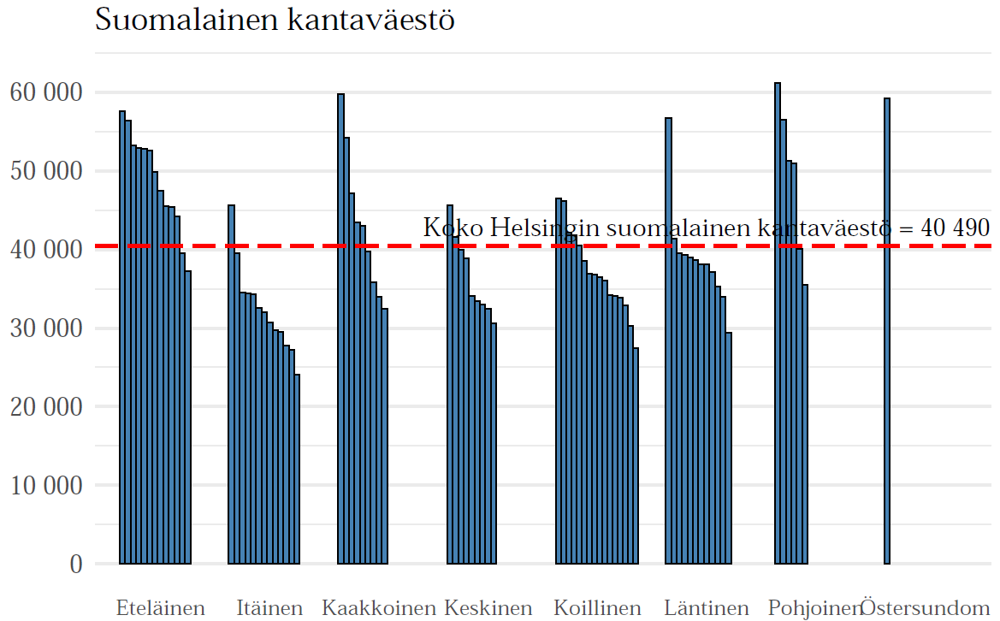 Suomalainen kantaväestö
60 000
50 000
Koko Helsingin suomalainen kantaväestö = 40 490
40 000
30 000
20 000
10 000
0
Eteläinen Itäinen Kaakkoinen Keskinen Koillinen Läntinen Pohjoinen Östersundom